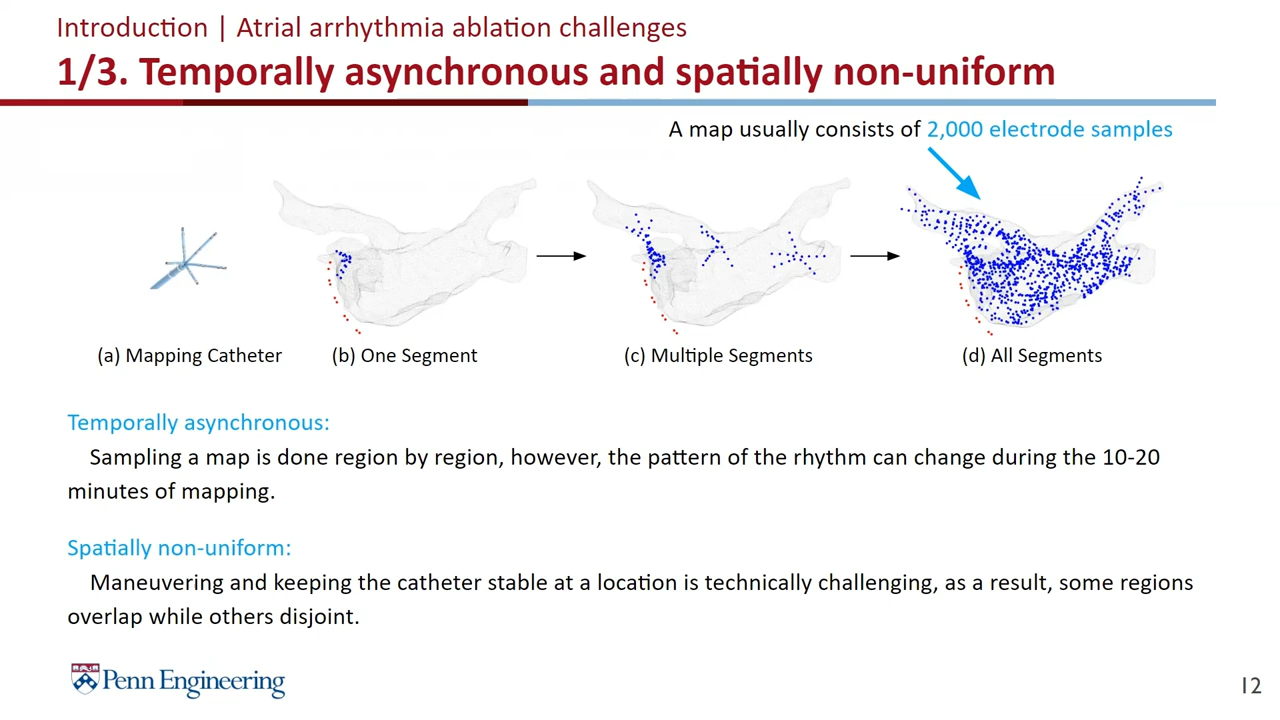 Introduction | Atrial arrhythmia ablation challenges
1/3. Temporally asynchronous and spatially non-uniform
A map usually consists of 2,000 electrode samples
(a) Mapping Catheter
(b) One Segment
(c) Multiple Segments
(d) All Segments
Temporally asynchronous:
Sampling a map is done region by region, however, the pattern of the rhythm can change during the 10-20
minutes of mapping.
Spatially non-uniform:
Maneuvering and keeping the catheter stable at a location is technically challenging, as a result, some regions
overlap while others disjoint.
Penn Engineering
12